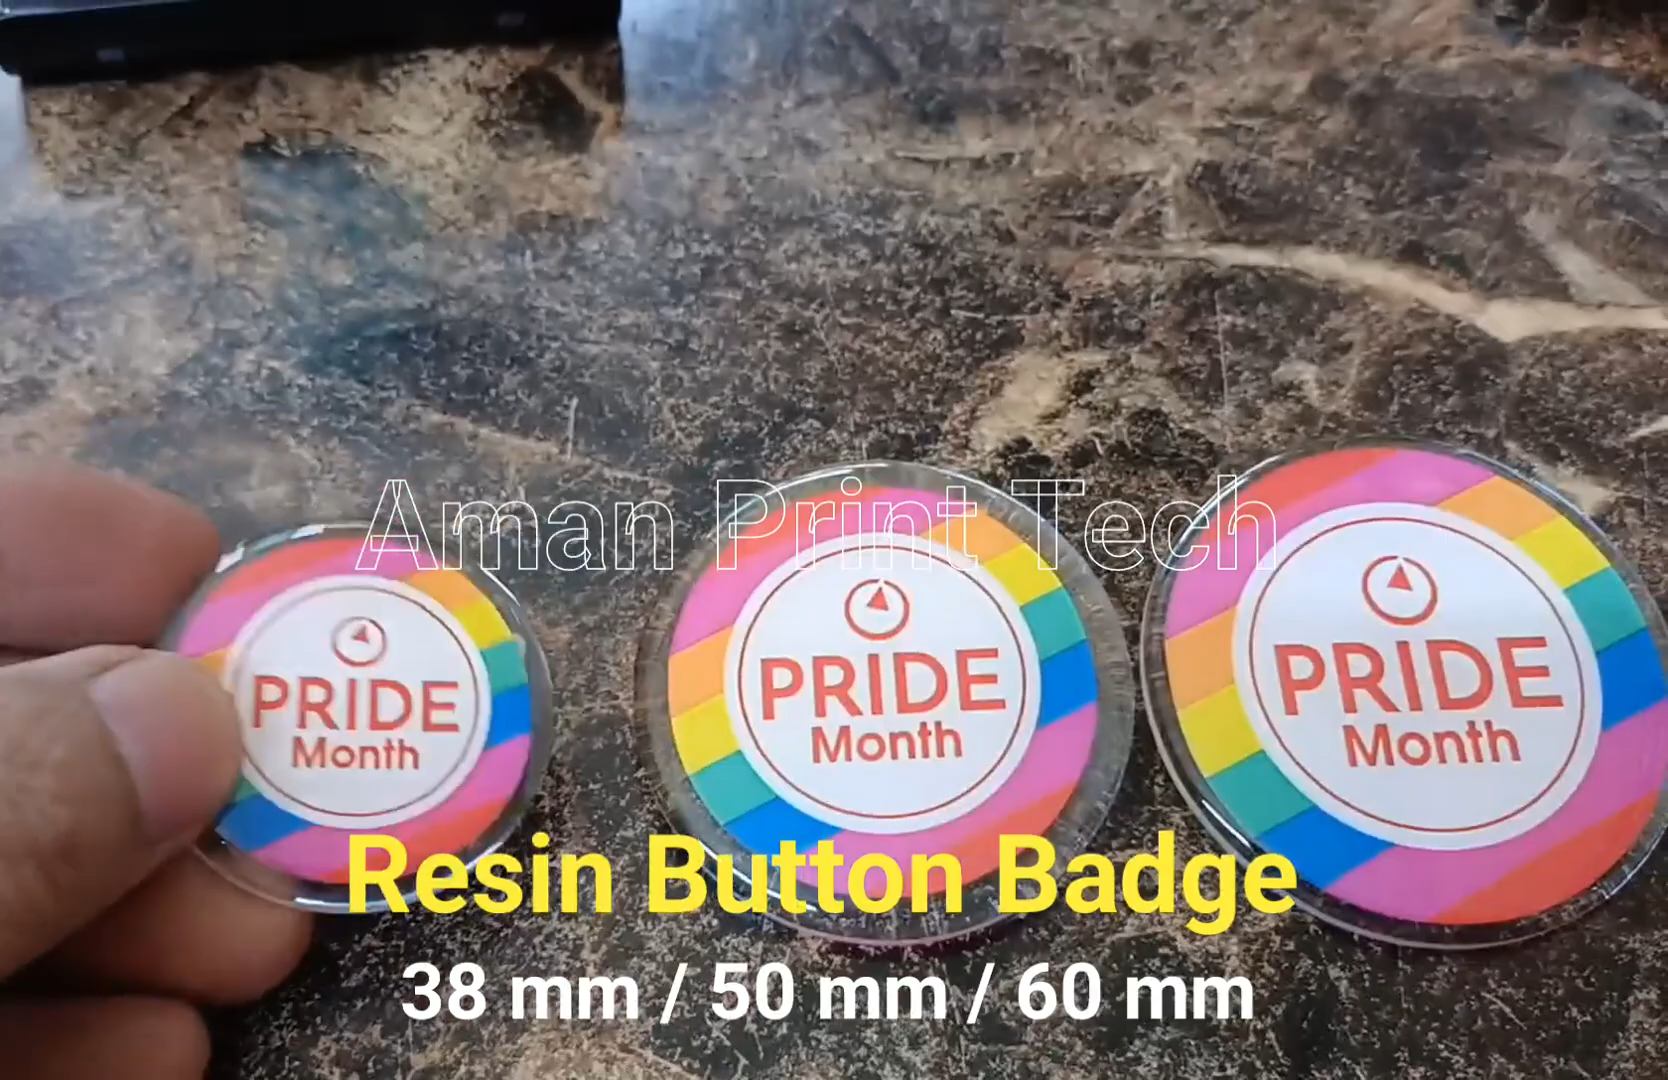 Aman Print Tech
PRIDE
Month
PRIDE
Month
PRIDE
Month
Resin Button Badge
38 mm / 50 mm / 60 mm